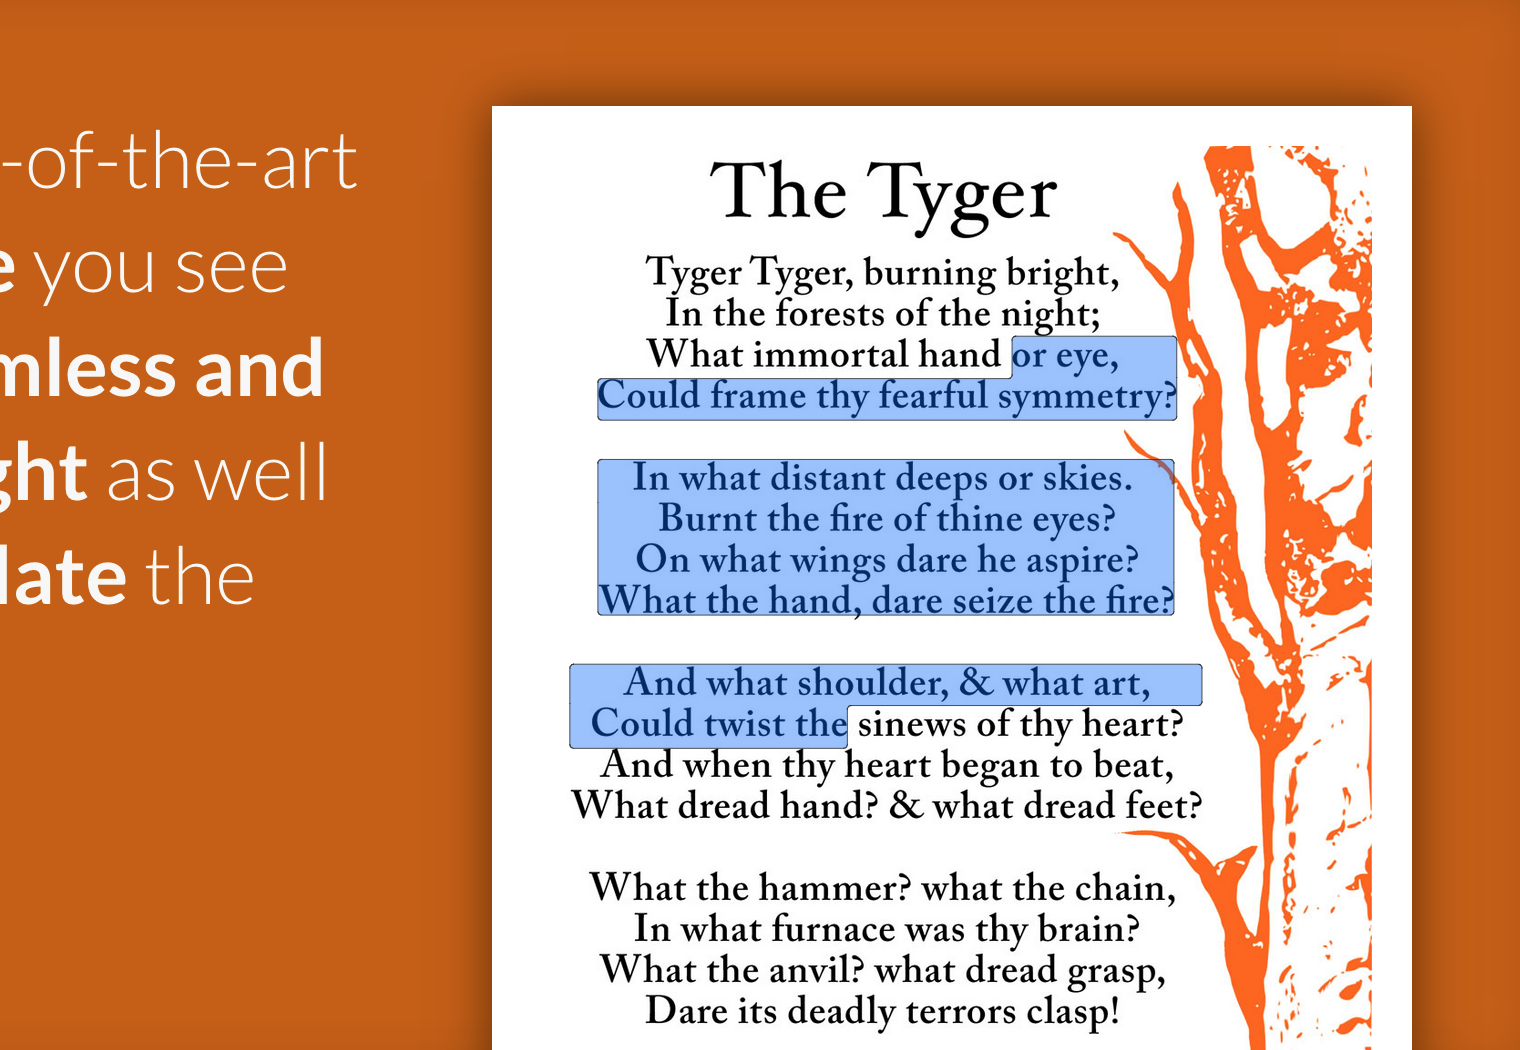 -of-the-art
you see
and
as well
the
The Tyger
Tyger Tyger, burning bright,
In the forests of the night;
What immortal hand or eye,
Could frame thy fearful symmetry?
In what distant deeps or skies.
Burnt the fire of thine eyes?
On what wings dare he aspire?
What the hand, dare seize the fire?
And what shoulder, & what art,
Could twist the sinews of thy heart?
And when thy heart began to beat,
What dread hand? & what dread feet?
What the hammer? what the chain,
In what furnace was thy brain?
What the anvil? what dread grasp,
Dare its deadly terrors clasp!